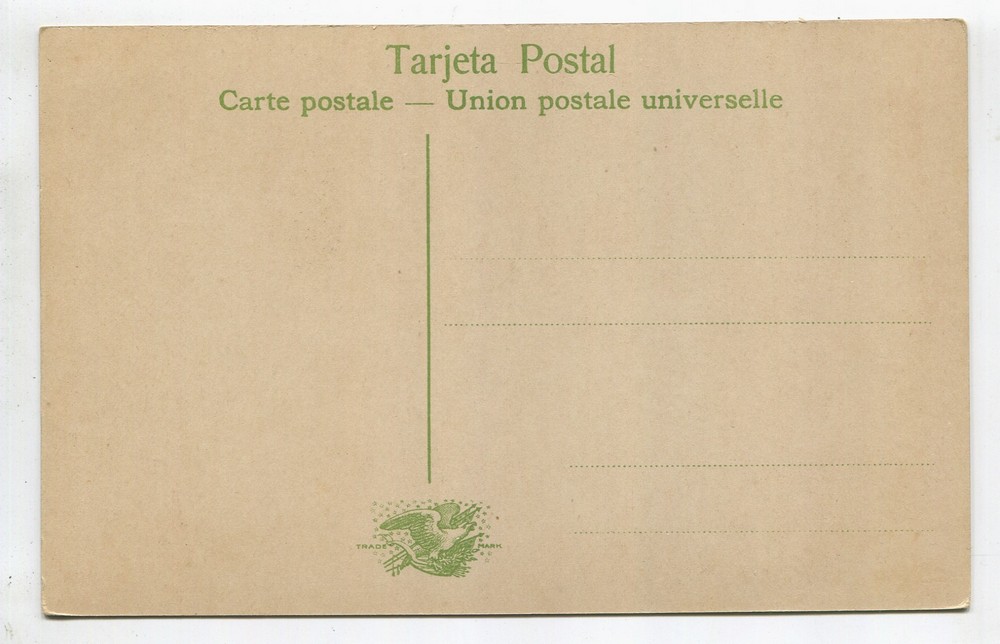 Tarjeta Postal
Carte postale — Union postale universelle
TRADE MARK